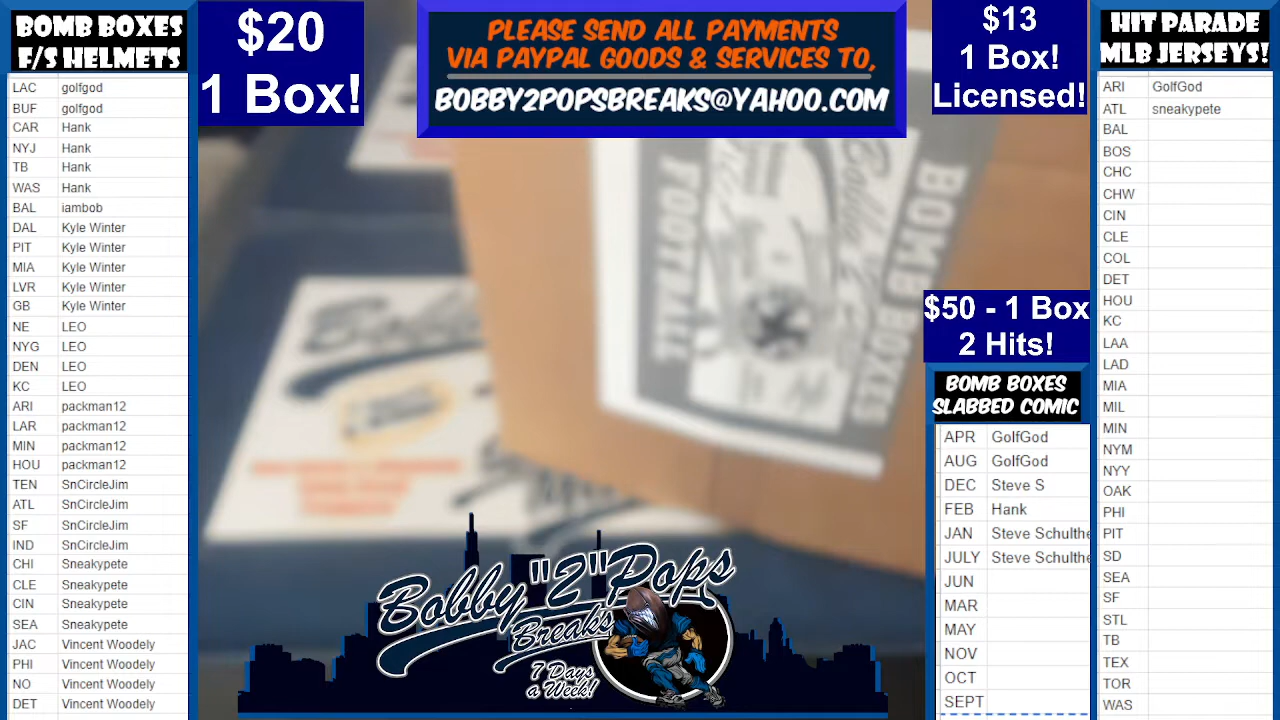 BOMB BOXES
F/S HELMETS
LAC golfgod
BUF golfgod
CAR Hank
NYJ Hank
TB Hank
WAS Hank
BAL iambob
DAL Kyle Winter
PIT Kyle Winter
MIA Kyle Winter
LVR Kyle Winter
GB Kyle Winter
NE LEO
NYG LEO
DEN LEO
KC LEO
ARI packman12
LAR packman12
MIN packman12
HOU packman12
TEN SnCircleJim
ATL SnCircleJim
SF SnCircleJim
IND SnCircleJim
CHI Sneakypete
CLE Sneakypete
CIN Sneakypete
SEA Sneakypete
JAC Vincent Woodely
PHI Vincent Woodely
NO Vincent Woodely
DET Vincent Woodely
$20
1 Box!
PLEASE SEND ALL PAYMENTS
VIA PAYPAL GOODS & SERVICES TO,
BOBBY2POPSBREAKS@YAHOO.COM
FOOTBALL
BOMB BOXES
Bobby "2" Pops
Breaks
7 Days
a Week!
$13
1 Box!
Licensed!
$50 - 1 Box
2 Hits!
BOMB BOXES
SLABBED COMIC
APR GolfGod
AUG GolfGod
DEC Steve S
FEB Hank
JAN Steve Schulthe
JULY Steve Schulthe
JUN
MAR
MAY
NOV
OCT
SEPT
HIT PARADE
MLB JERSEYS!
ARI GolfGod
ATL sneakypete
BAL
BOS
CHC
CHW
CIN
CLE
COL
DET
HOU
KC
LAA
LAD
MIA
MIL
MIN
NYM
NYY
OAK
PHI
PIT
SD
SEA
SF
STL
TB
TEX
TOR
WAS